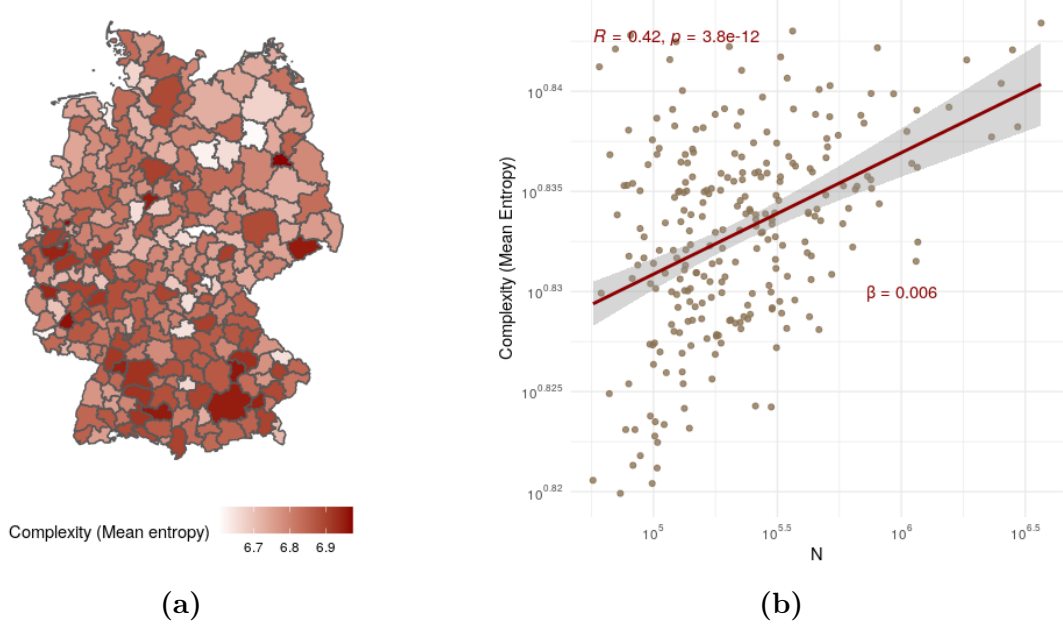 Complexity (Mean entropy)
6.7 6.8 6.9
(a)
R = 0.42, p = 3.8e-12
Complexity (Mean Entropy)
10^0.84
10^0.835
10^0.83
10^0.825
10^0.82
β = 0.006
10^5 10^5.5 10^6 10^6.5
N
(b)